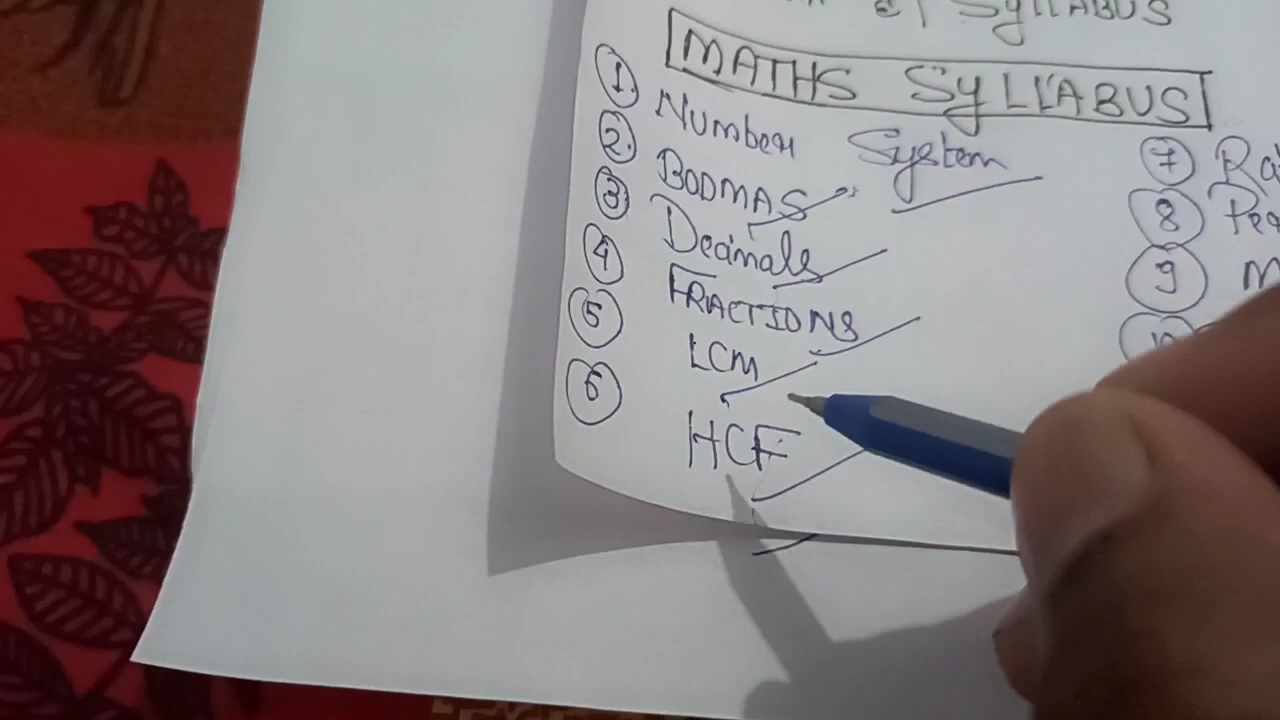 SYLLABUS
MATHS SYLLABUS
1. Number System
2. BODMAS
3 Decimals
4 FRACTIONS
5 LCM
6 HCF
7
8
9